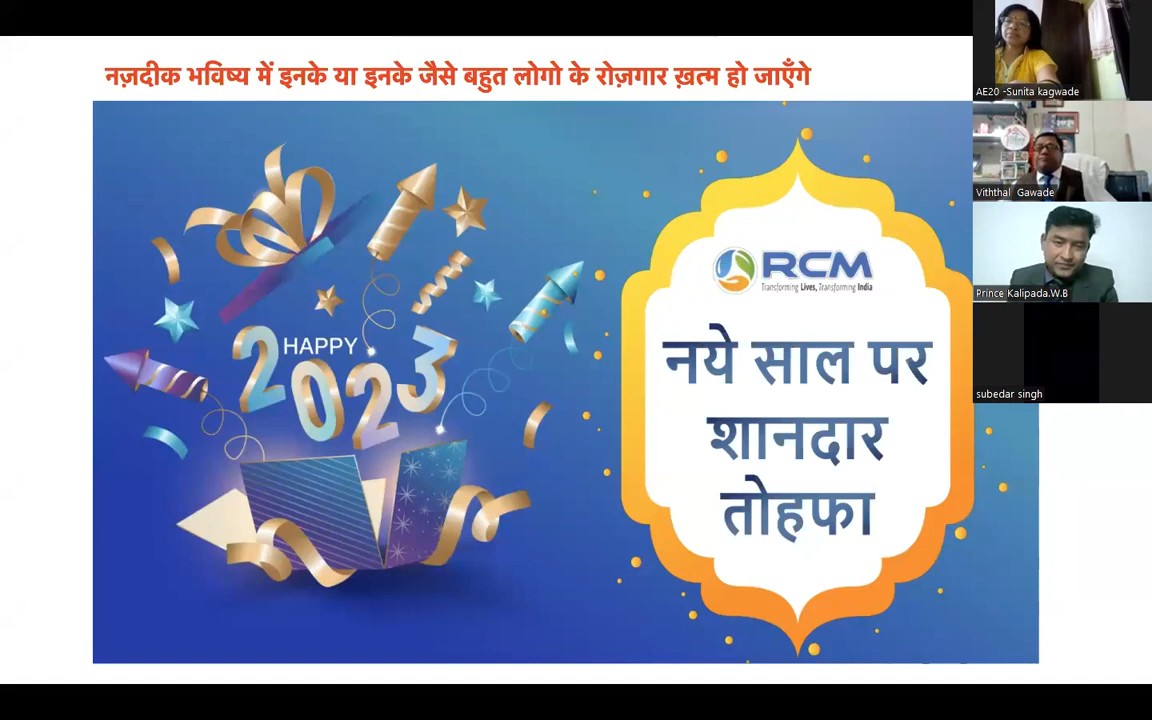 नज़दीक भविष्य में इनके या इनके जैसे बहुत लोगो के रोज़गार ख़त्म हो जाएँगे
HAPPY
2023
RCM
Transforming Lives, Transforming India
नये साल पर
शानदार
तोहफा
AE20 -Sunita kagwade
Viththal Gawade
Prince Kalipada.W.B
subedar singh